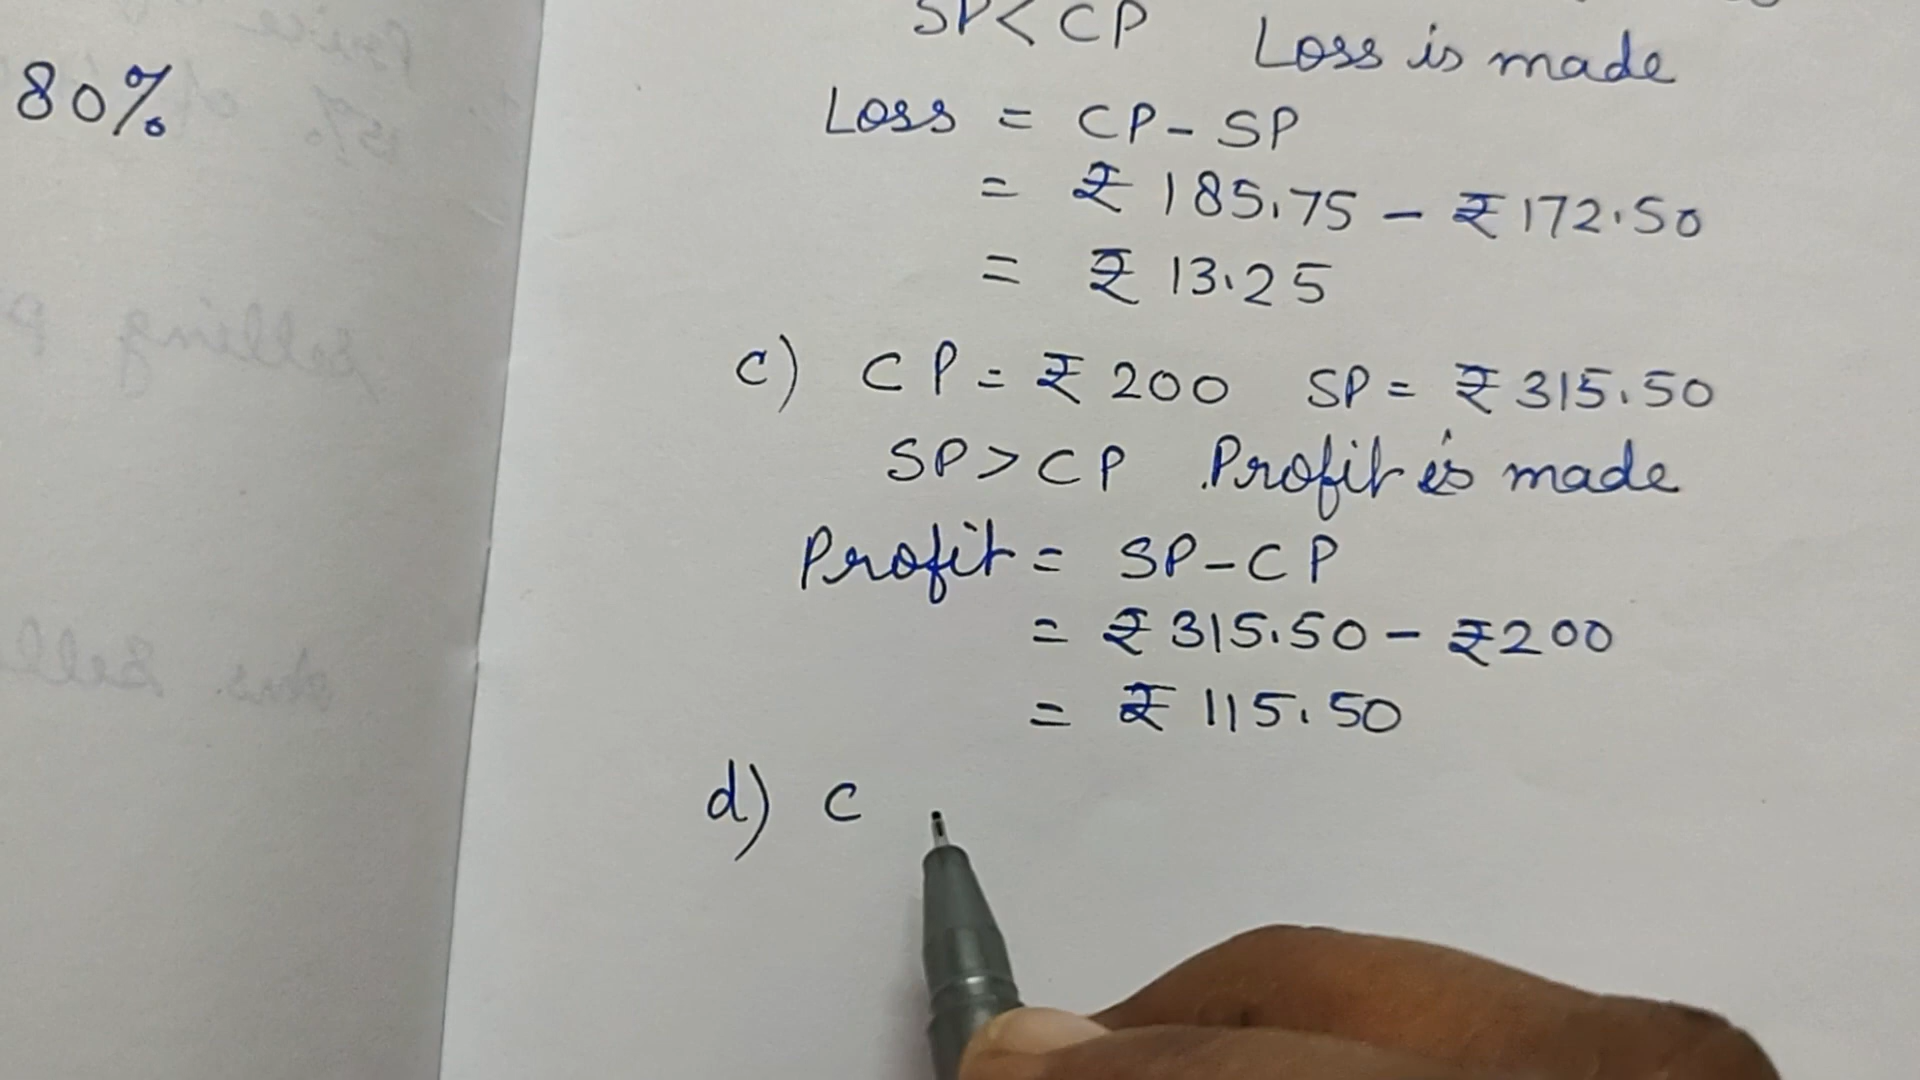 80%
SP < CP Loss is made
Loss = CP - SP
= ₹ 185.75 - ₹ 172.50
= ₹ 13.25
c) CP = ₹ 200 SP = ₹ 315.50
SP > CP Profit is made
Profit = SP - CP
= ₹ 315.50 - ₹ 200
= ₹ 115.50
d) C